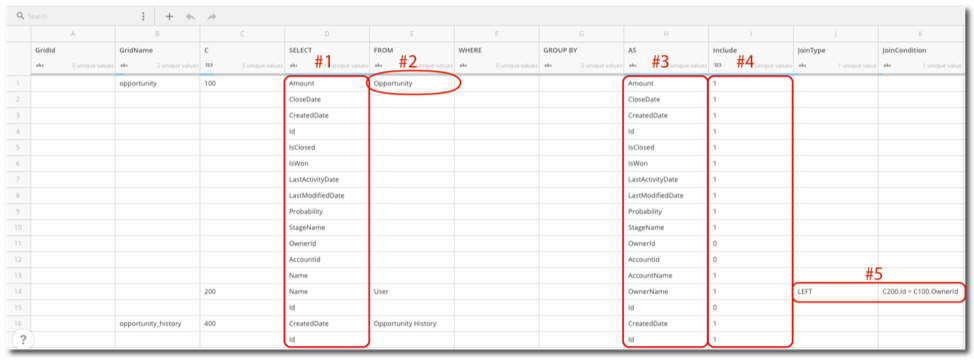 Search
A B C D E F G H I J K
GridId GridName C SELECT FROM WHERE GROUP BY AS Include JoinType JoinCondition
#1 #2 #3 #4
abc 0 unique values abc 2 unique values 123 3 unique values abc unique values abc unique values abc 0 unique values abc 0 unique values abc unique values 123 unique values abc 1 unique value abc 1 unique value
1 opportunity 100 Amount Opportunity Amount 1
2 CloseDate CloseDate 1
3 CreatedDate CreatedDate 1
4 Id Id 1
5 IsClosed IsClosed 1
6 IsWon IsWon 1
7 LastActivityDate LastActivityDate 1
8 LastModifiedDate LastModifiedDate 1
9 Probability Probability 1
10 StageName StageName 1
11 OwnerId OwnerId 0
12 AccountId AccountId 0
13 Name AccountName 1
#5
14 200 Name User OwnerName 1 LEFT C200.Id = C100.OwnerId
15 Id Id 0
16 opportunity_history 400 CreatedDate Opportunity History CreatedDate 1
? Id Id 1